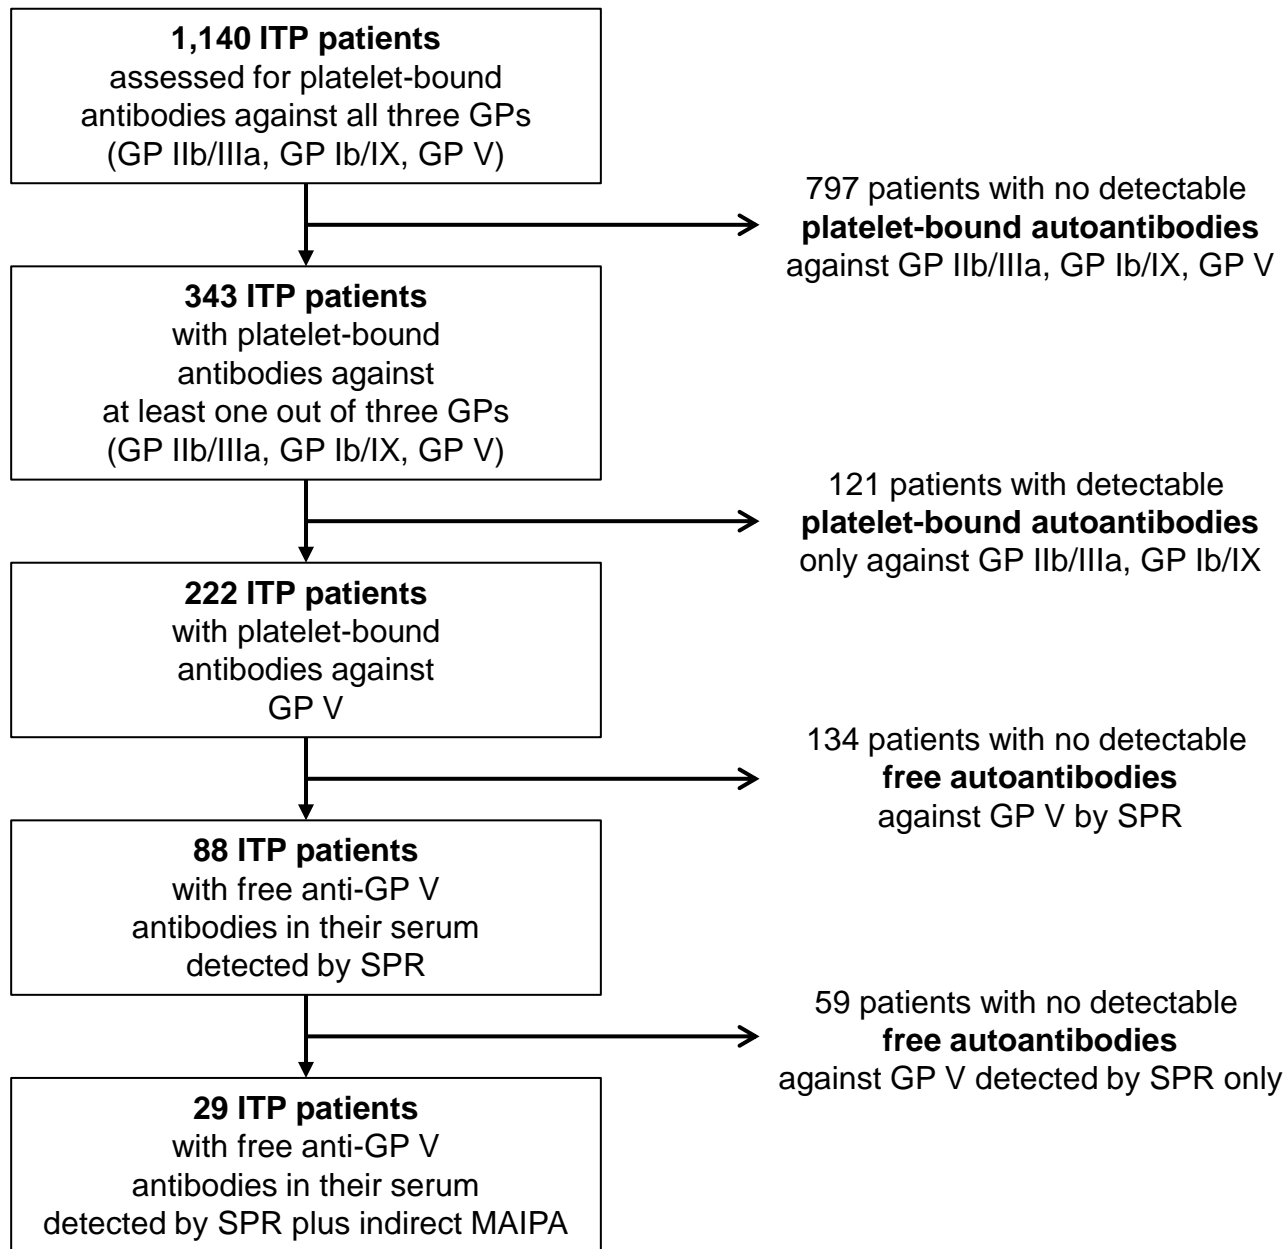 1,140 ITP patients
assessed for platelet-bound
antibodies against all three GPs
(GP IIb/IIIa, GP Ib/IX, GP V)
797 patients with no detectable
platelet-bound autoantibodies
against GP IIb/IIIa, GP Ib/IX, GP V
343 ITP patients
with platelet-bound
antibodies against
at least one out of three GPs
(GP IIb/IIIa, GP Ib/IX, GP V)
121 patients with detectable
platelet-bound autoantibodies
only against GP IIb/IIIa, GP Ib/IX
222 ITP patients
with platelet-bound
antibodies against
GP V
134 patients with no detectable
free autoantibodies
against GP V by SPR
88 ITP patients
with free anti-GP V
antibodies in their serum
detected by SPR
59 patients with no detectable
free autoantibodies
against GP V detected by SPR only
29 ITP patients
with free anti-GP V
antibodies in their serum
detected by SPR plus indirect MAIPA